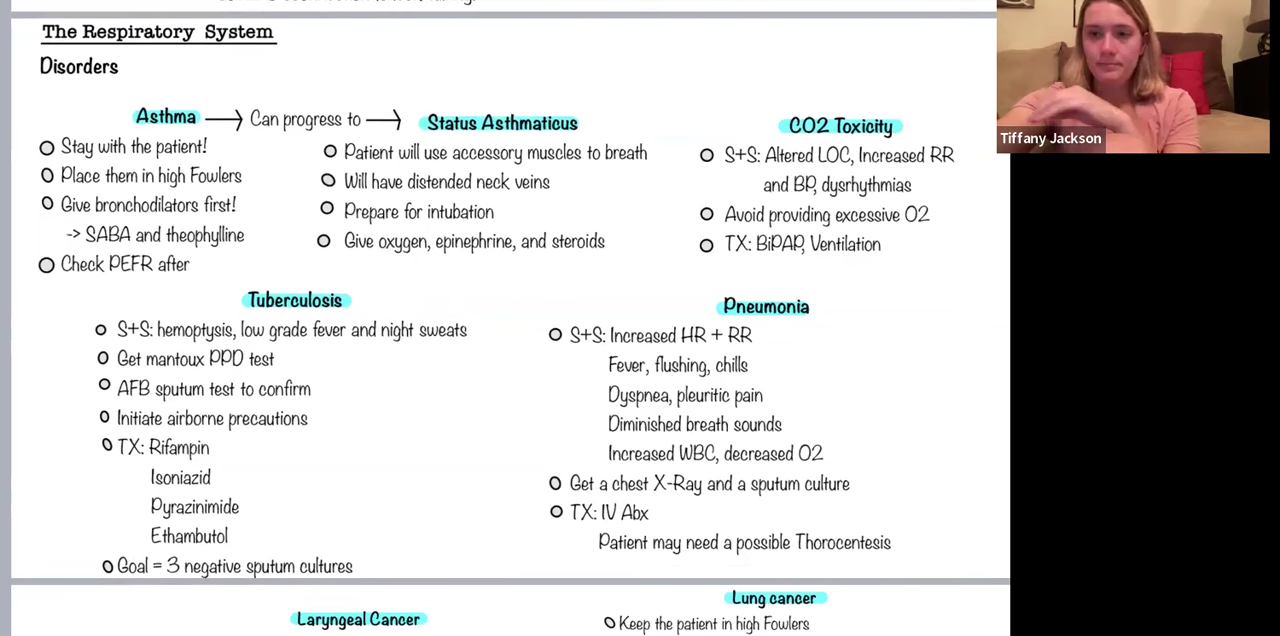 The Respiratory System
Disorders
Asthma → Can progress to → Status Asthmaticus
Stay with the patient!
Place them in high Fowlers
Give bronchodilators first!
-> SABA and theophylline
Check PEFR after
Patient will use accessory muscles to breath
Will have distended neck veins
Prepare for intubation
Give oxygen, epinephrine, and steroids
CO2 Toxicity
S+S: Altered LOC, Increased RR
and BP, dysrhythmias
Avoid providing excessive O2
TX: BiPAP, Ventilation
Tuberculosis
S+S: hemoptysis, low grade fever and night sweats
Get mantoux PPD test
AFB sputum test to confirm
Initiate airborne precautions
TX: Rifampin
Isoniazid
Pyrazinimide
Ethambutol
Goal = 3 negative sputum cultures
Pneumonia
S+S: Increased HR + RR
Fever, flushing, chills
Dyspnea, pleuritic pain
Diminished breath sounds
Increased WBC, decreased O2
Get a chest X-Ray and a sputum culture
TX: IV Abx
Patient may need a possible Thorocentesis
Laryngeal Cancer
Lung cancer
Keep the patient in high Fowlers
Tiffany Jackson